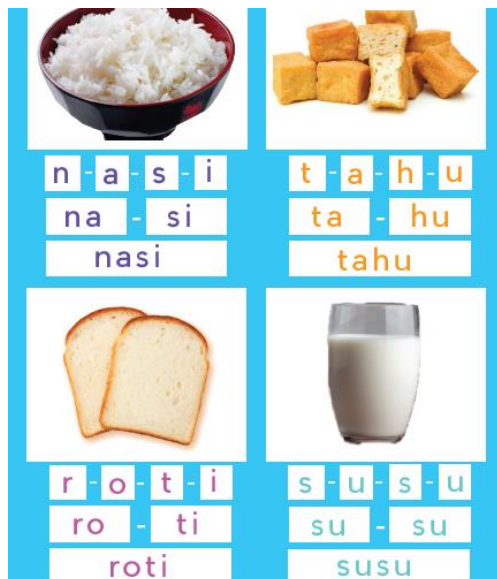 n - a - s - i
na - si
nasi
t - a - h - u
ta - hu
tahu
r - o - t - i
ro - ti
roti
s - u - s - u
su - su
susu